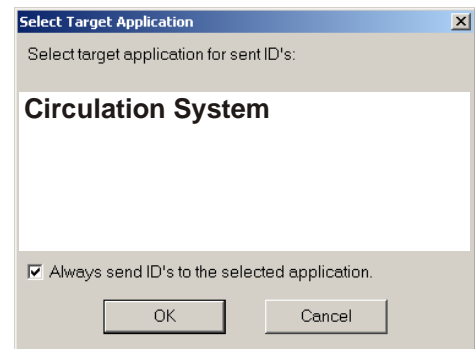 Select Target Application
Select target application for sent ID's:
Circulation System
Always send ID's to the selected application.
OK
Cancel